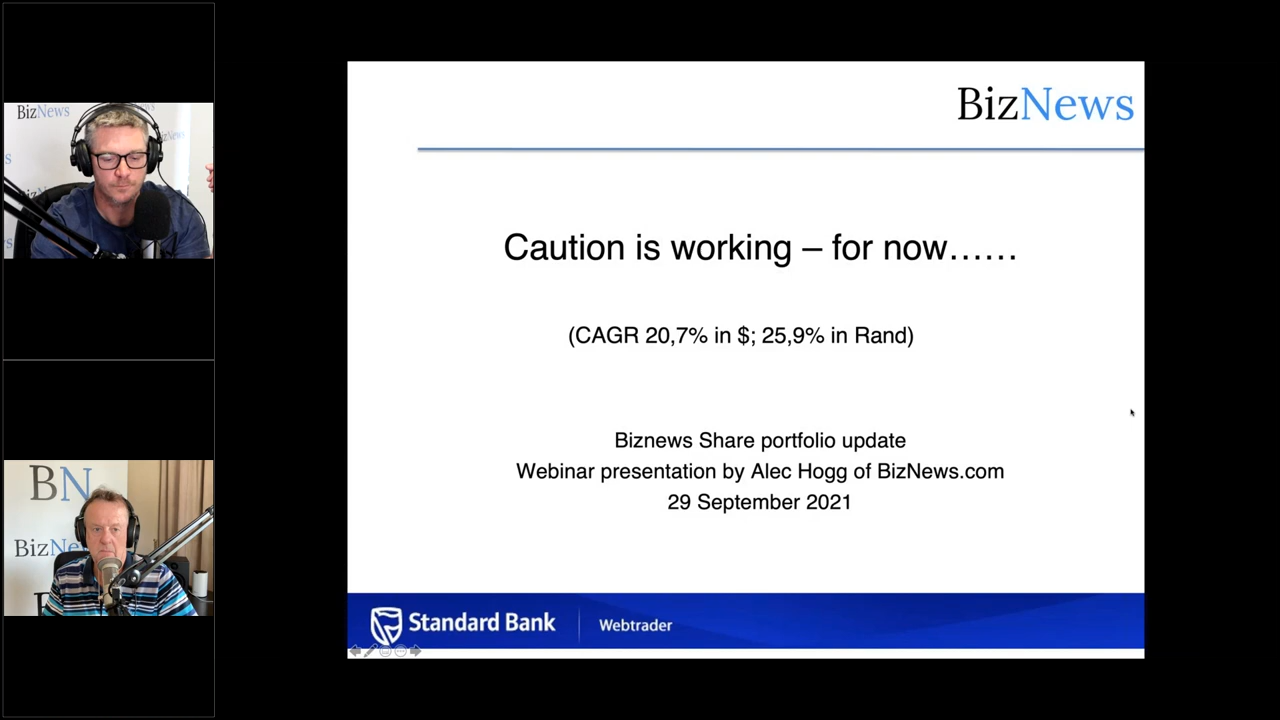 BizNews
BizNews
Caution is working – for now……
(CAGR 20,7% in $; 25,9% in Rand)
Biznews Share portfolio update
Webinar presentation by Alec Hogg of BizNews.com
29 September 2021
BN
BizNe
Standard Bank
Webtrader